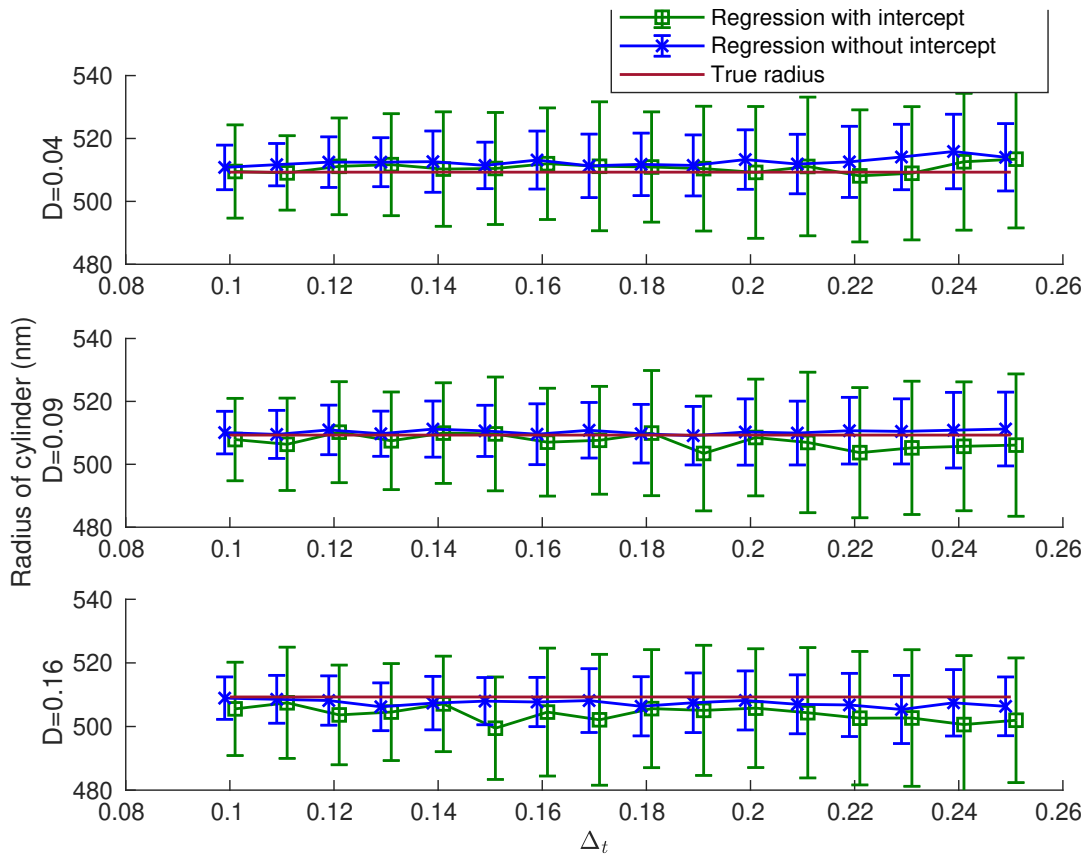 Regression with intercept
Regression without intercept
True radius
540
520
500
480
D=0.04
0.08 0.1 0.12 0.14 0.16 0.18 0.2 0.22 0.24 0.26
540
520
500
480
D=0.09
Radius of cylinder (nm)
0.08 0.1 0.12 0.14 0.16 0.18 0.2 0.22 0.24 0.26
540
520
500
480
D=0.16
0.08 0.1 0.12 0.14 0.16 0.18 0.2 0.22 0.24 0.26
Δ_t